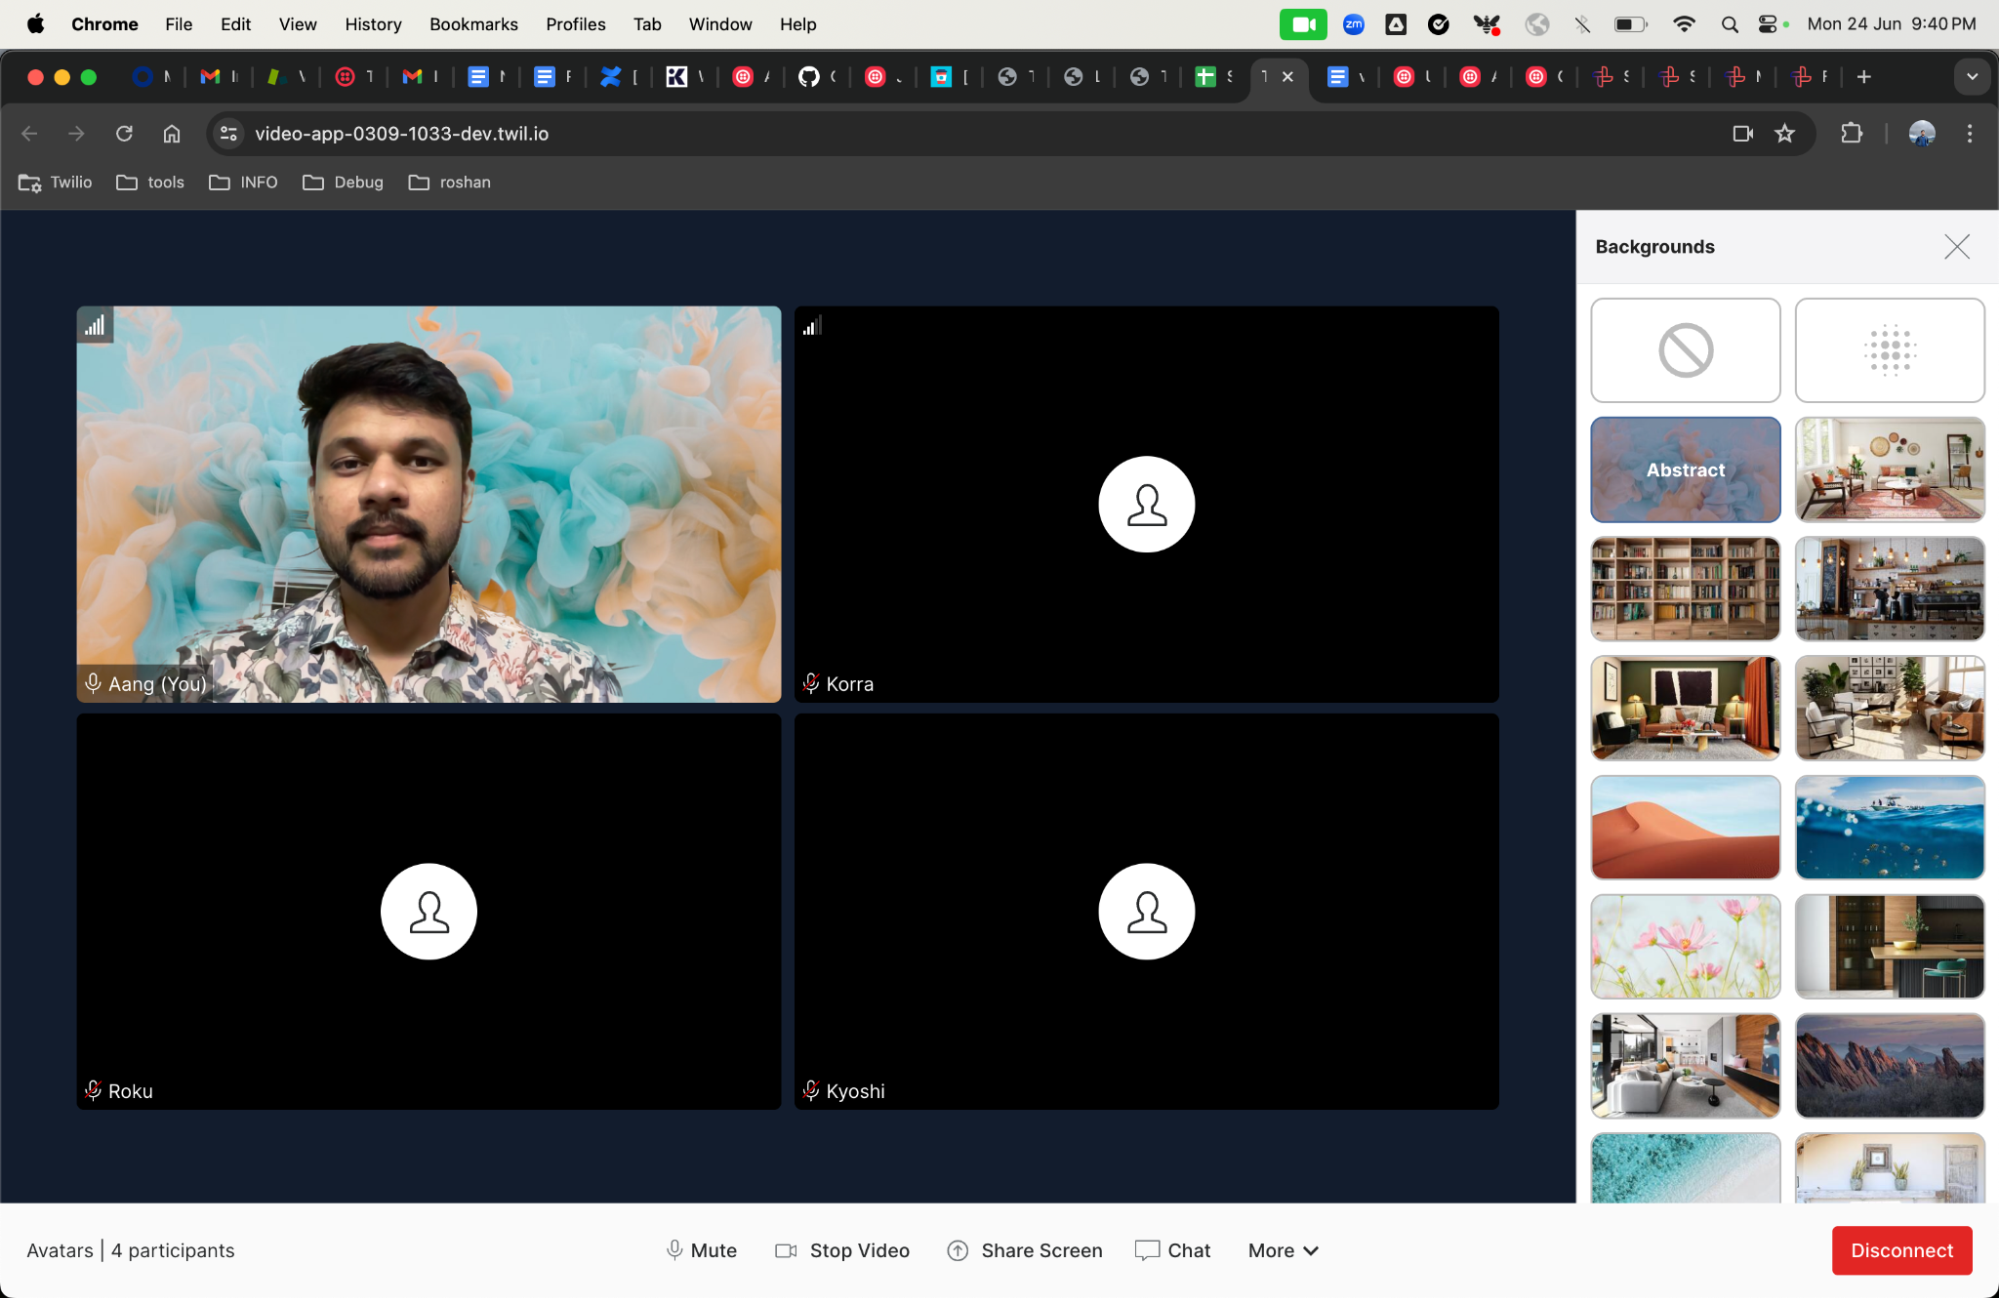 Chrome File Edit View History Bookmarks Profiles Tab Window Help zm Mon 24 Jun 9:40 PM
video-app-0309-1033-dev.twil.io
Twilio tools INFO Debug roshan
Backgrounds
Abstract
Aang (You)
Korra
Roku
Kyoshi
Avatars | 4 participants Mute Stop Video Share Screen Chat More Disconnect